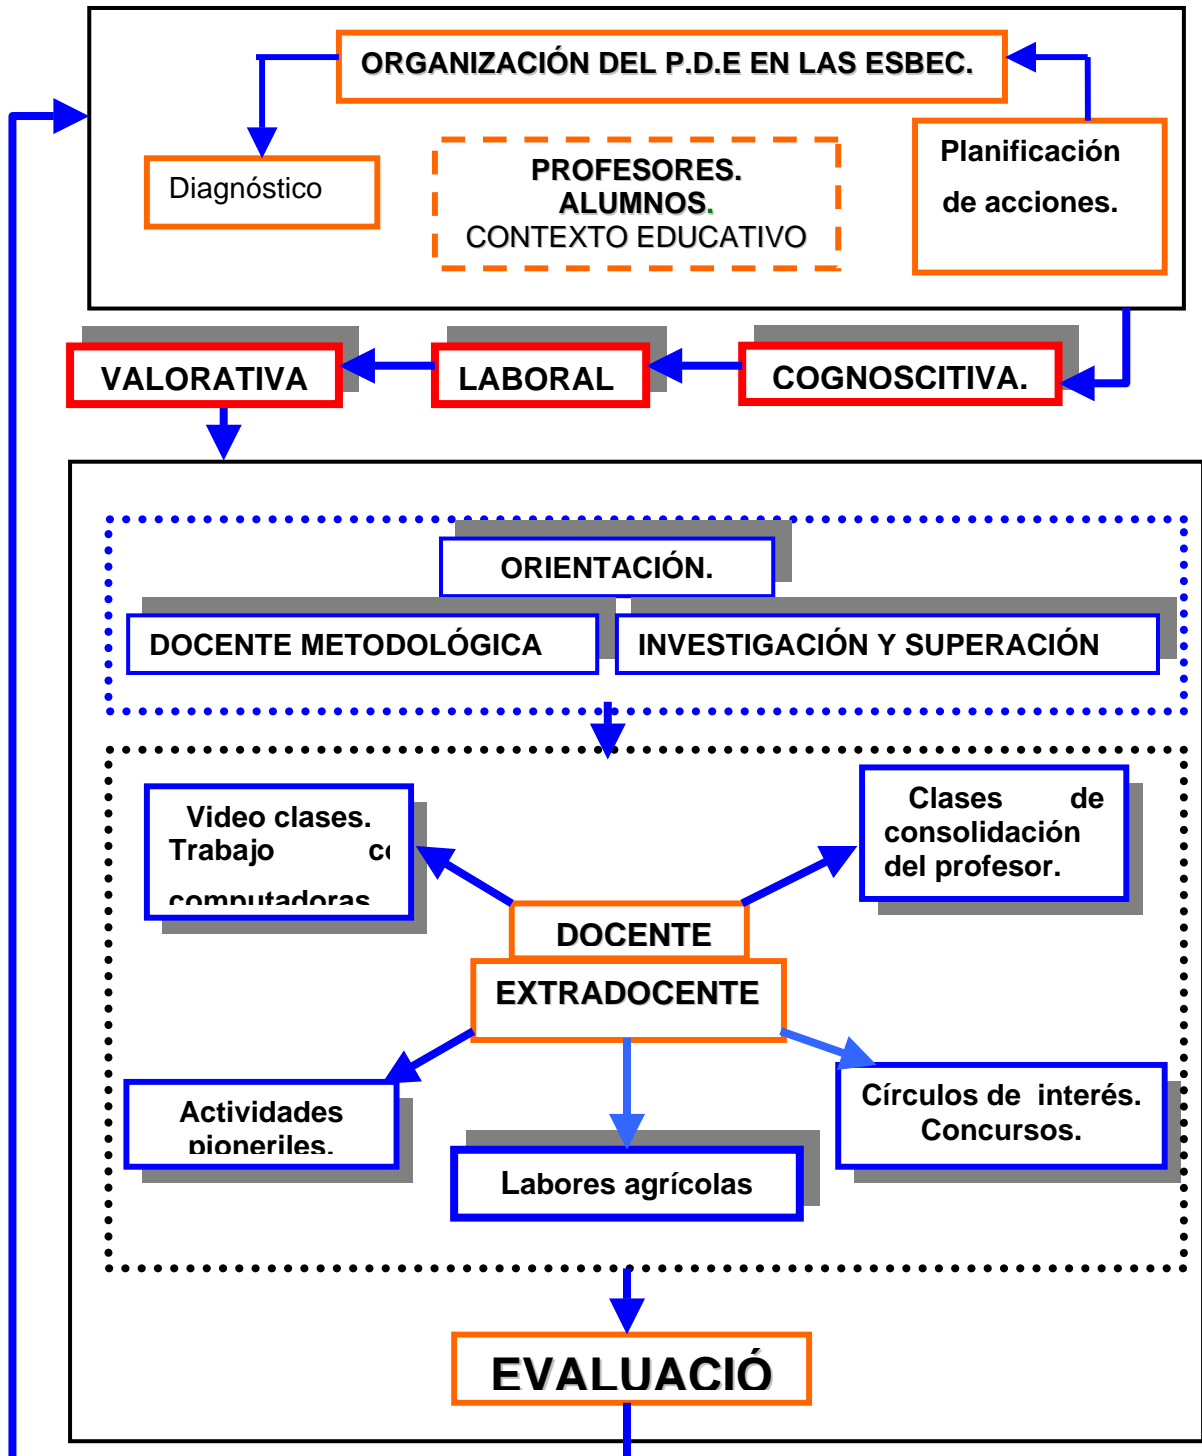 ORGANIZACIÓN DEL P.D.E EN LAS ESBEC.
Diagnóstico
PROFESORES.
ALUMNOS.
CONTEXTO EDUCATIVO
Planificación
de acciones.
VALORATIVA
LABORAL
COGNOSCITIVA.
ORIENTACIÓN.
DOCENTE METODOLÓGICA
INVESTIGACIÓN Y SUPERACIÓN
Video clases.
Trabajo
computadoras
Clases de
consolidación
del profesor.
DOCENTE
EXTRADOCENTE
Actividades
pioneriles.
Labores agrícolas
Círculos de interés.
Concursos.
EVALUACIÓ